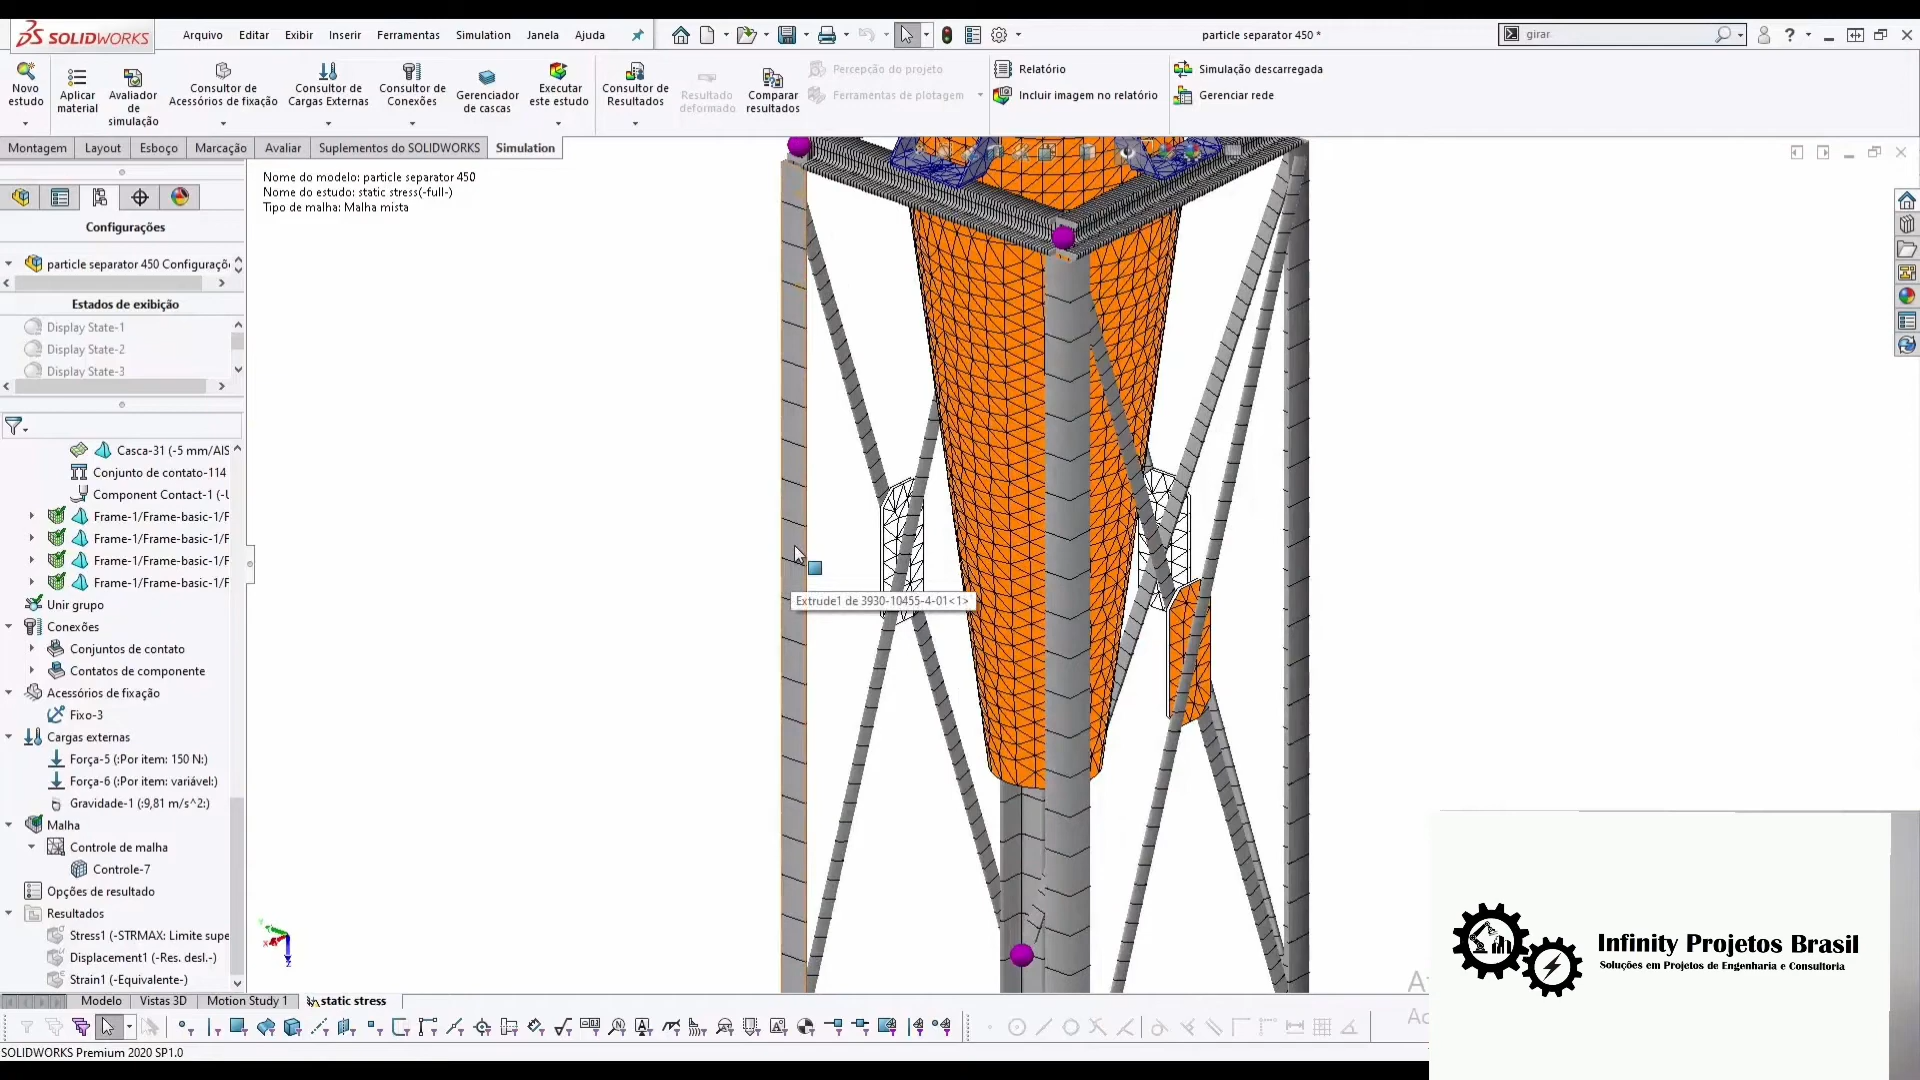 SOLIDWORKS
Arquivo Editar Exibir Inserir Ferramentas Simulation Janela Ajuda
particle separator 450 *
girar
Novo estudo
Aplicar material
Avaliador de simulação
Consultor de Acessórios de fixação
Consultor de Cargas Externas
Consultor de Conexões
Gerenciador de cascas
Executar este estudo
Consultor de Resultados
Resultado deformado
Comparar resultados
Percepção do projeto
Ferramentas de plotagem
Relatório
Incluir imagem no relatório
Simulação descarregada
Gerenciar rede
Montagem Layout Esboço Marcação Avaliar Suplementos do SOLIDWORKS Simulation
Nome do modelo: particle separator 450
Nome do estudo: static stress(-full-)
Tipo de malha: Malha mista
Configurações
particle separator 450 Configuraçõ
Estados de exibição
Display State-1
Display State-2
Display State-3
Casca-31 (-5 mm/AIS
Conjunto de contato-114
Component Contact-1 (-U
Frame-1/Frame-basic-1/F
Frame-1/Frame-basic-1/F
Frame-1/Frame-basic-1/F
Frame-1/Frame-basic-1/F
Unir grupo
Conexões
Conjuntos de contato
Contatos de componente
Acessórios de fixação
Fixo-3
Cargas externas
Força-5 (:Por item: 150 N:)
Força-6 (:Por item: variável:)
Gravidade-1 (:9,81 m/s^2:)
Malha
Controle de malha
Controle-7
Opções de resultado
Resultados
Stress1 (-STRMAX: Limite supe
Displacement1 (-Res. desl.-)
Strain1 (-Equivalente-)
Extrude1 de 3930-10455-4-01<1>
Modelo Vistas 3D Motion Study 1 static stress
SOLIDWORKS Premium 2020 SP1.0
Infinity Projetos Brasil
Soluções em Projetos de Engenharia e Consultoria